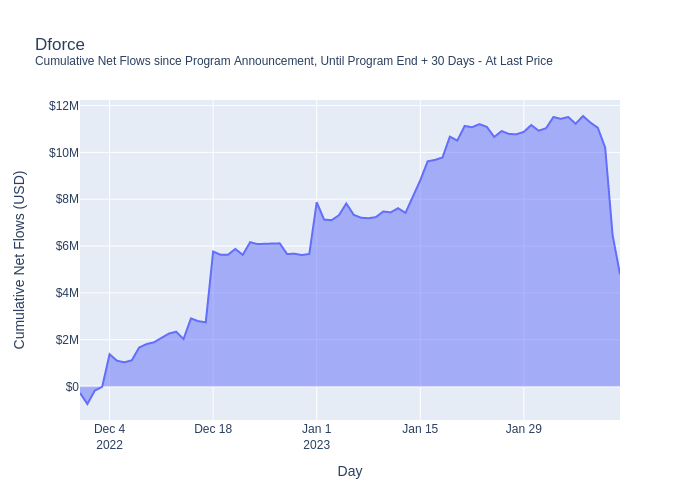 Dforce
Cumulative Net Flows since Program Announcement, Until Program End + 30 Days - At Last Price
Cumulative Net Flows (USD)
$12M
$10M
$8M
$6M
$4M
$2M
$0
Dec 4
2022
Dec 18
Jan 1
2023
Jan 15
Jan 29
Day